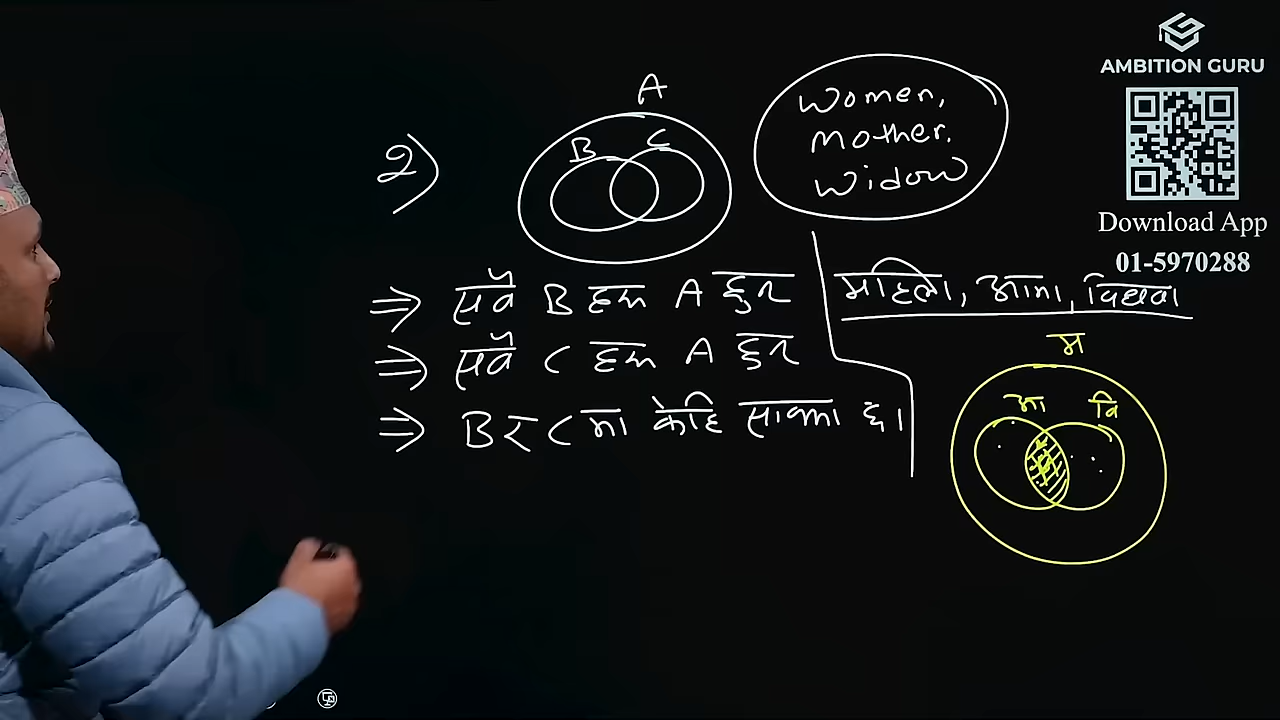 AMBITION GURU
Download App
01-5970288
2)
A
B C
Women,
Mother,
Widow
⇒ सबै B हरू A हुन्
⇒ सबै C हरू A हुन्
⇒ B र C मा केहि साझा छ।
महिला, आमा, विधवा
म
आ वि